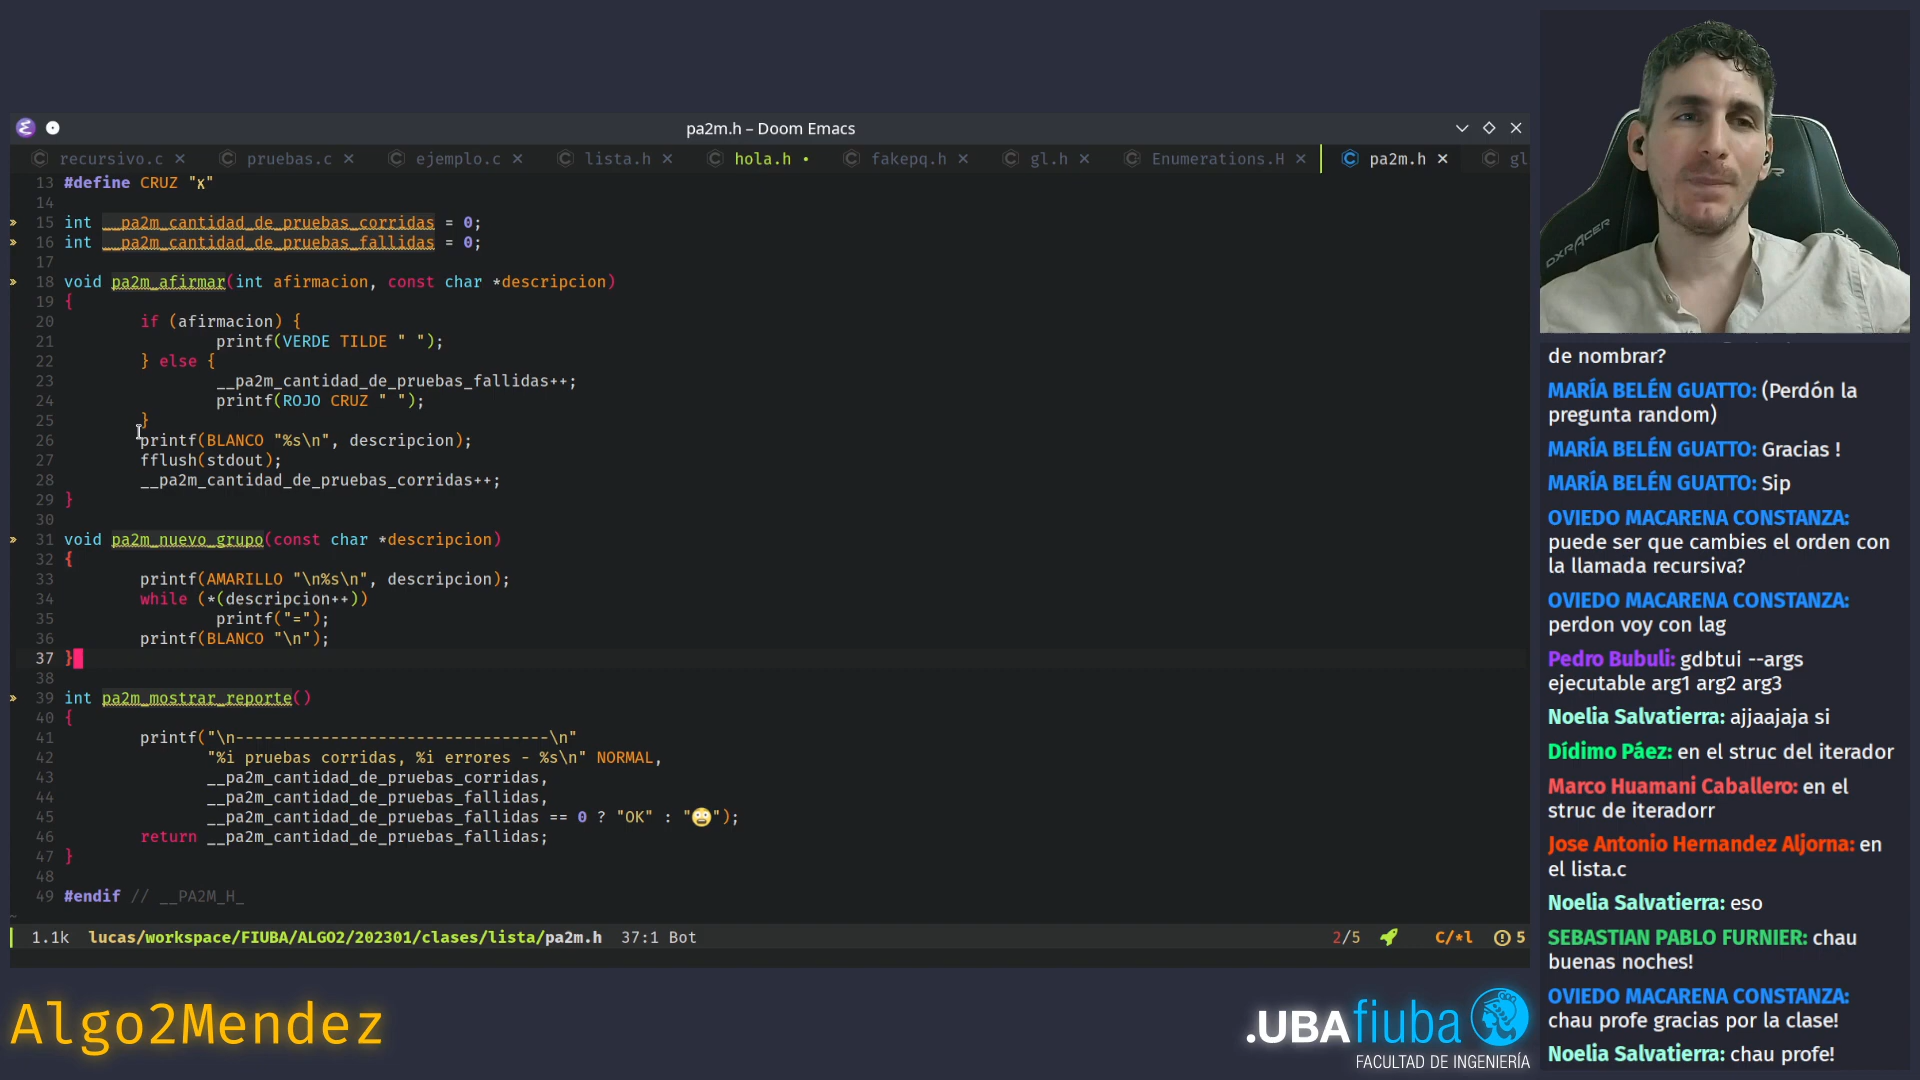 pa2m.h – Doom Emacs
recursivo.c × pruebas.c × ejemplo.c × lista.h × hola.h • fakepq.h × gl.h × Enumerations.H × pa2m.h × gl
13 #define CRUZ "✗"
14
15 int __pa2m_cantidad_de_pruebas_corridas = 0;
16 int __pa2m_cantidad_de_pruebas_fallidas = 0;
17
18 void pa2m_afirmar(int afirmacion, const char *descripcion)
19 {
20 if (afirmacion) {
21 printf(VERDE TILDE " ");
22 } else {
23 __pa2m_cantidad_de_pruebas_fallidas++;
24 printf(ROJO CRUZ " ");
25 }
26 printf(BLANCO "%s\n", descripcion);
27 fflush(stdout);
28 __pa2m_cantidad_de_pruebas_corridas++;
29 }
30
31 void pa2m_nuevo_grupo(const char *descripcion)
32 {
33 printf(AMARILLO "\n%s\n", descripcion);
34 while (*(descripcion++))
35 printf("=");
36 printf(BLANCO "\n");
37 }
38
39 int pa2m_mostrar_reporte()
40 {
41 printf("\n---------------------------------\n"
42 "%i pruebas corridas, %i errores - %s\n" NORMAL,
43 __pa2m_cantidad_de_pruebas_corridas,
44 __pa2m_cantidad_de_pruebas_fallidas,
45 __pa2m_cantidad_de_pruebas_fallidas == 0 ? "OK" : "🙄");
46 return __pa2m_cantidad_de_pruebas_fallidas;
47 }
48
49 #endif // __PA2M_H_
~
1.1k lucas/workspace/FIUBA/ALGO2/202301/clases/lista/pa2m.h 37:1 Bot 2/5 C/*l 5
Algo2Mendez
.UBAfiuba
FACULTAD DE INGENIERÍA
DXRACER
de nombrar?
MARÍA BELÉN GUATTO: (Perdón la
pregunta random)
MARÍA BELÉN GUATTO: Gracias !
MARÍA BELÉN GUATTO: Sip
OVIEDO MACARENA CONSTANZA:
puede ser que cambies el orden con
la llamada recursiva?
OVIEDO MACARENA CONSTANZA:
perdon voy con lag
Pedro Bubuli: gdbtui --args
ejecutable arg1 arg2 arg3
Noelia Salvatierra: ajjaajaja si
Dídimo Páez: en el struc del iterador
Marco Huamani Caballero: en el
struc de iteradorr
Jose Antonio Hernandez Aljorna: en
el lista.c
Noelia Salvatierra: eso
SEBASTIAN PABLO FURNIER: chau
buenas noches!
OVIEDO MACARENA CONSTANZA:
chau profe gracias por la clase!
Noelia Salvatierra: chau profe!